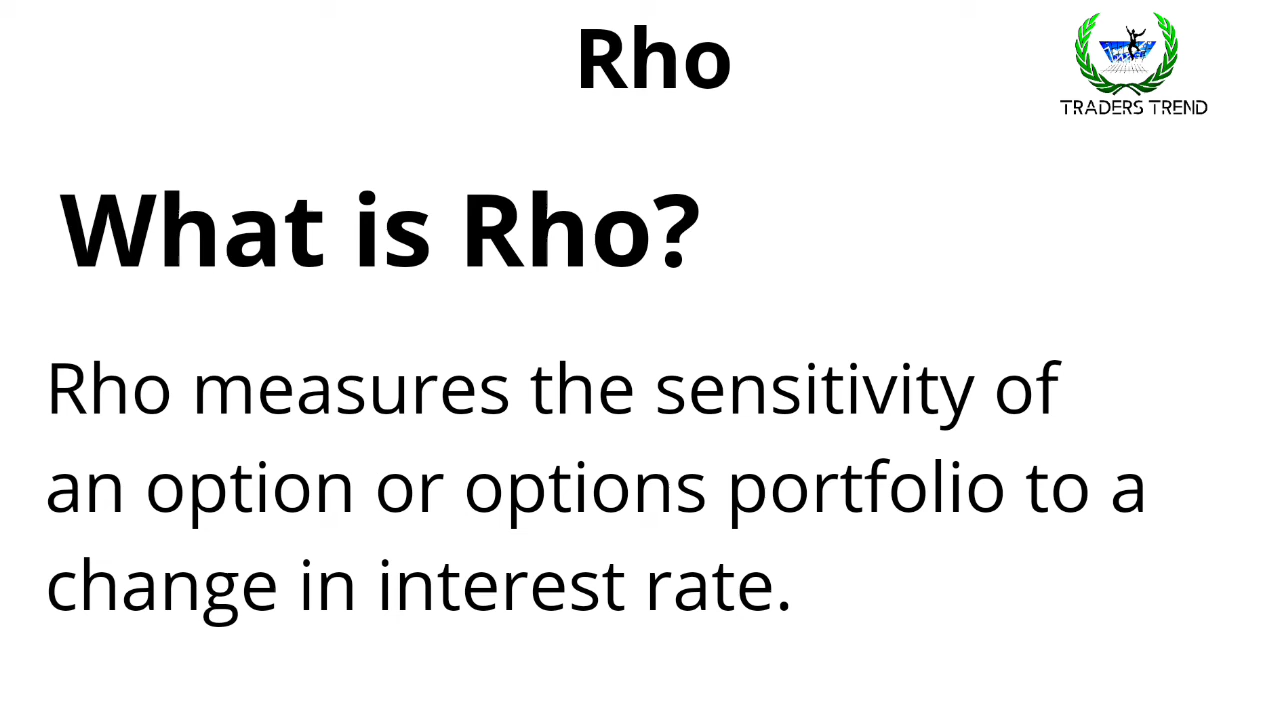 Rho
TRADERS TREND
What is Rho?
Rho measures the sensitivity of
an option or options portfolio to a
change in interest rate.